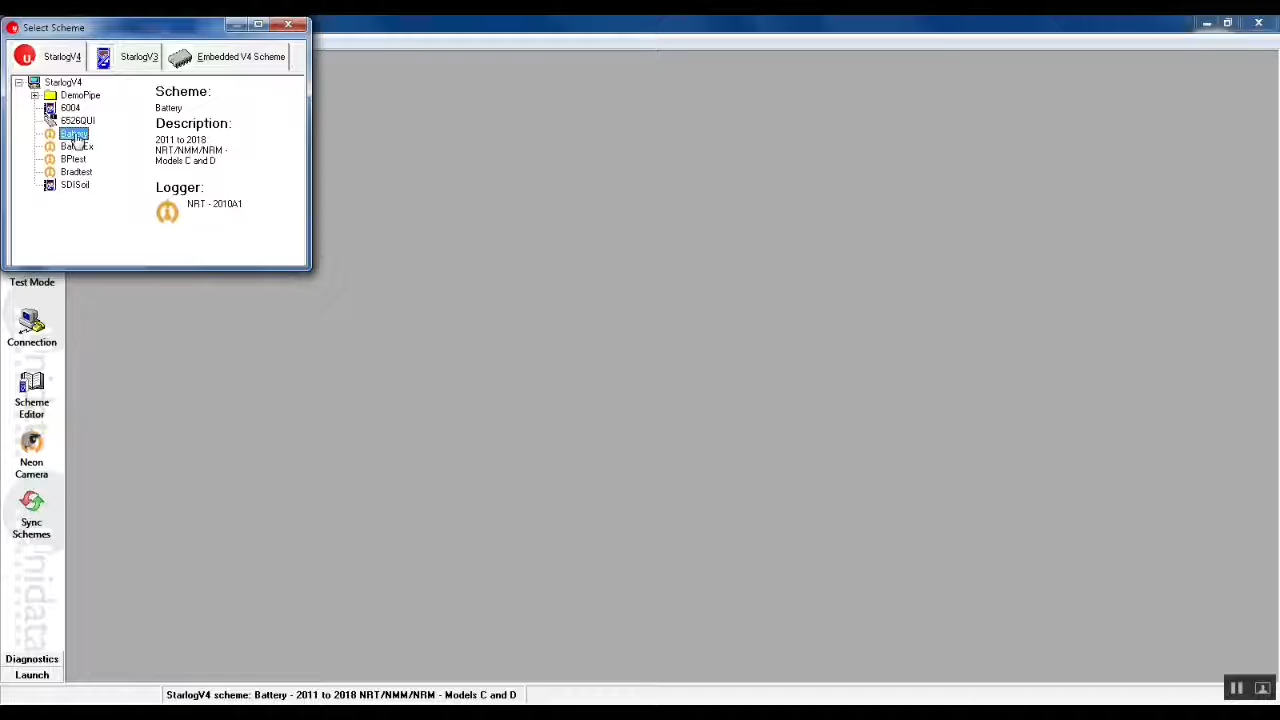 Select Scheme
StarlogV4
StarlogV3
Embedded V4 Scheme
StarlogV4
DemoPipe
6004
6526QUI
Battery
BPtest
Bradtest
SDISoil
Scheme:
Battery
Description:
2011 to 2018
NRT/NMM/NRM -
Models C and D
Logger:
NRT - 2010A1
Test Mode
Connection
Scheme
Editor
Neon
Camera
Sync
Schemes
Unidata
Diagnostics
Launch
StarlogV4 scheme: Battery - 2011 to 2018 NRT/NMM/NRM - Models C and D